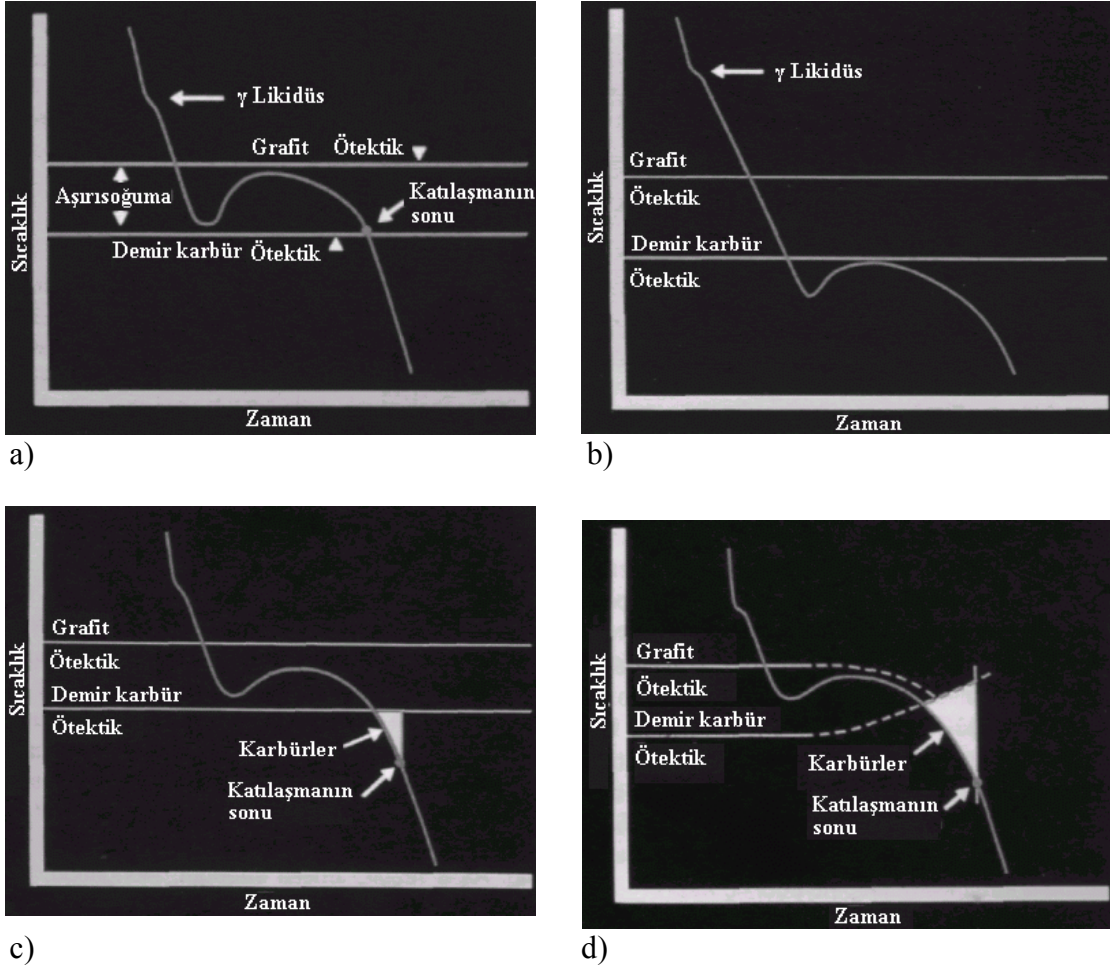 γ Likidüs
Grafit Ötektik
Aşırısoğuma
Katılaşmanın
sonu
Demir karbür Ötektik
Sıcaklık
Zaman
a)
γ Likidüs
Grafit
Ötektik
Demir karbür
Ötektik
Sıcaklık
Zaman
b)
Grafit
Ötektik
Demir karbür
Ötektik
Karbürler
Katılaşmanın
sonu
Sıcaklık
Zaman
c)
Grafit
Ötektik
Demir karbür
Ötektik
Karbürler
Katılaşmanın
sonu
Sıcaklık
Zaman
d)